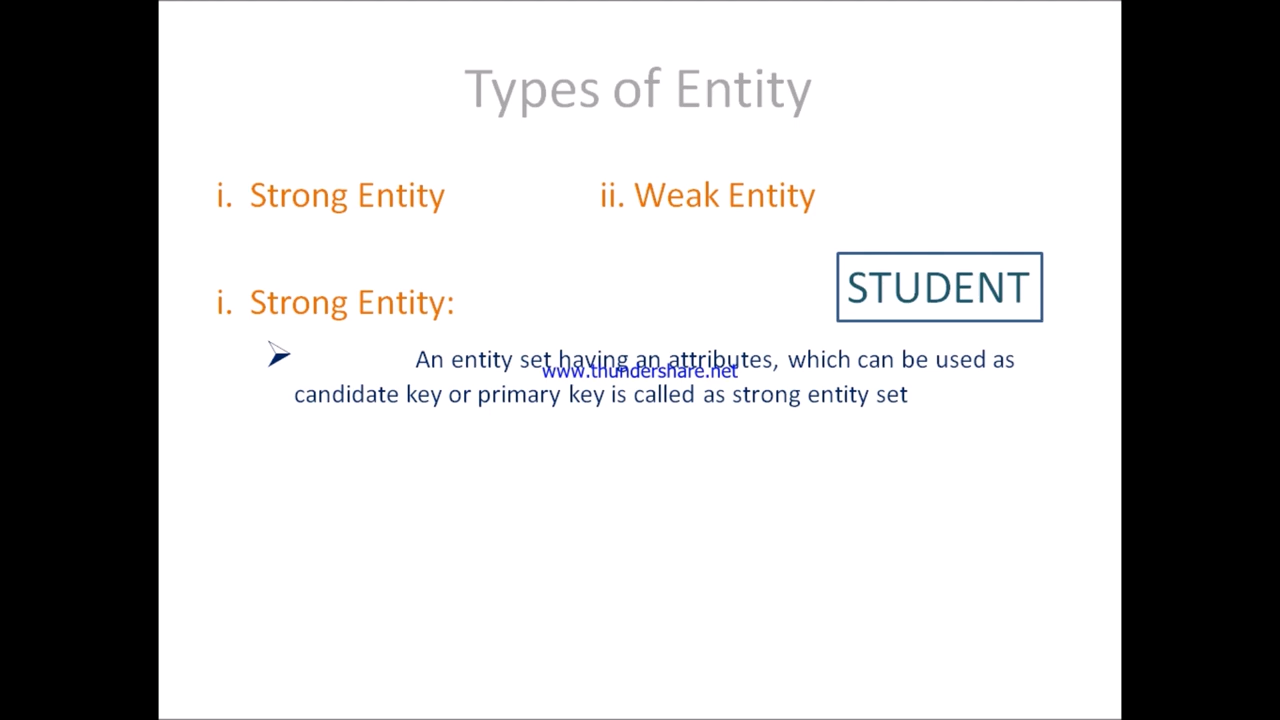 Types of Entity
i. Strong Entity
ii. Weak Entity
STUDENT
i. Strong Entity:
An entity set having an attributes, which can be used as
www.thundershare.net
candidate key or primary key is called as strong entity set